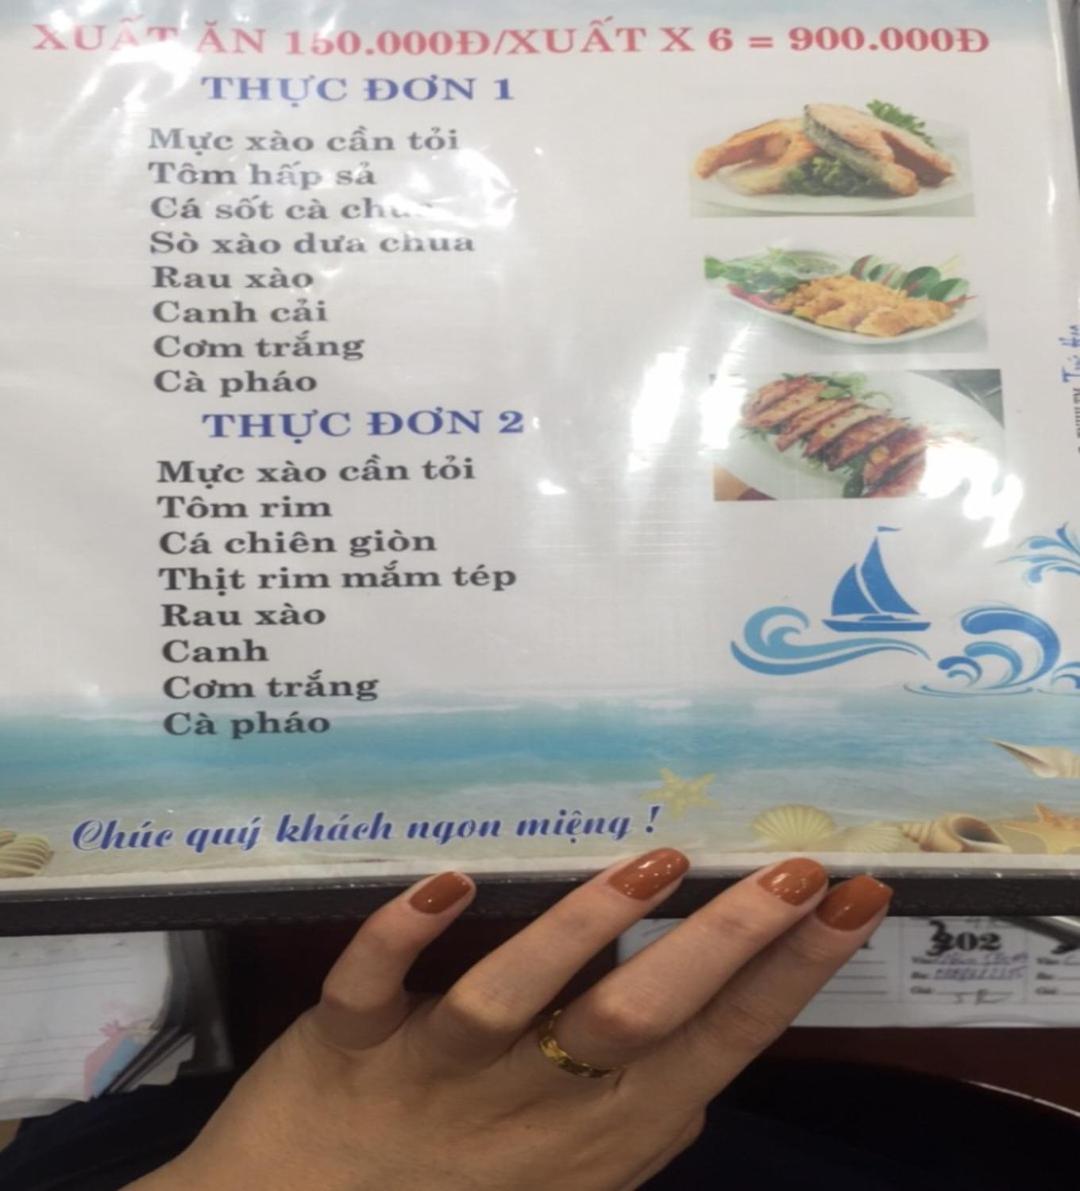 XUẤT ĂN 150.000Đ/XUẤT X 6 = 900.000Đ
THỰC ĐƠN 1
Mực xào cần tỏi
Tôm hấp sả
Cá sốt cà
Sò xào dưa chua
Rau xào
Canh cải
Cơm trắng
Cà pháo
THỰC ĐƠN 2
Mực xào cần tỏi
Tôm rim
Cá chiên giòn
Thịt rim mắm tép
Rau xào
Canh
Cơm trắng
Cà pháo
Chúc quý khách ngon miệng !
202